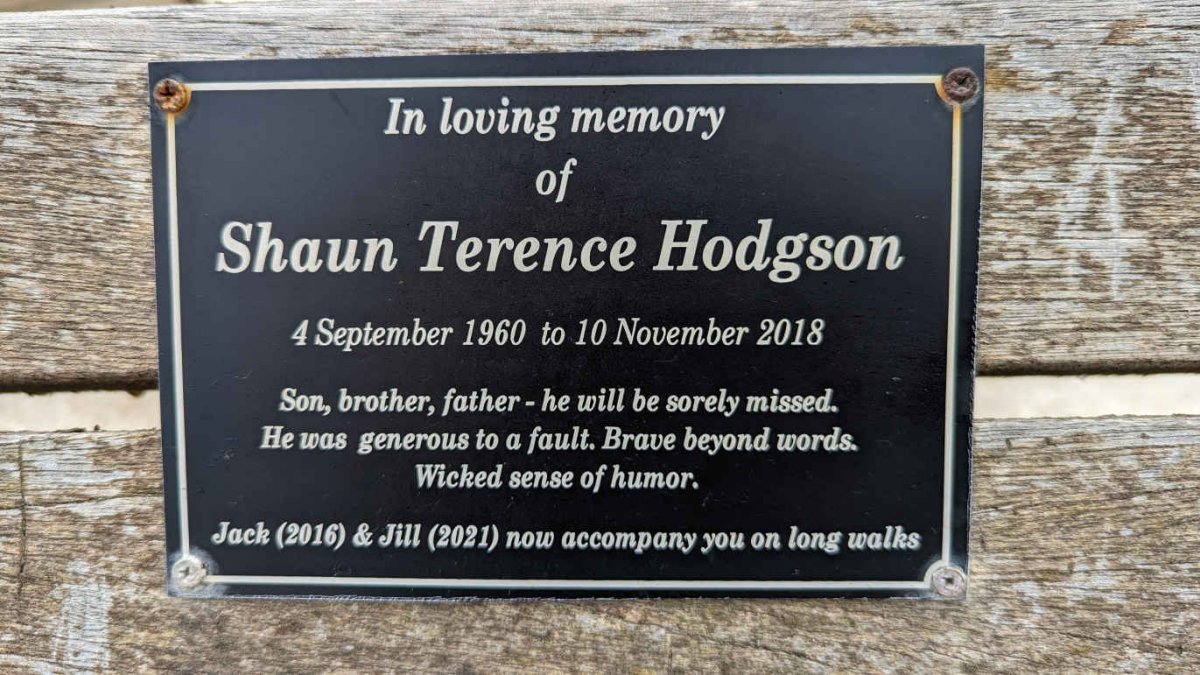 In loving memory
of
Shaun Terence Hodgson
4 September 1960 to 10 November 2018
Son, brother, father - he will be sorely missed.
He was generous to a fault. Brave beyond words.
Wicked sense of humor.
Jack (2016) & Jill (2021) now accompany you on long walks